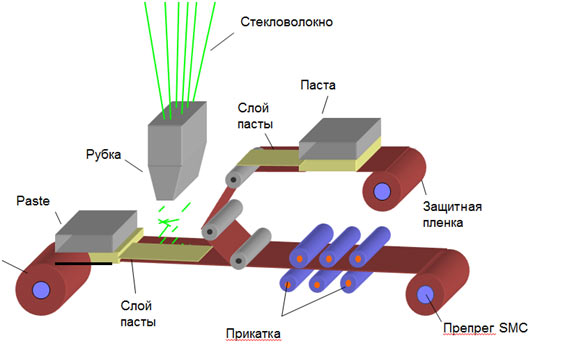 Стекловолокно
Паста
Слой
пасты
Рубка
Paste
Защитная
пленка
Слой
пасты
Прикатка
Препрег SMC